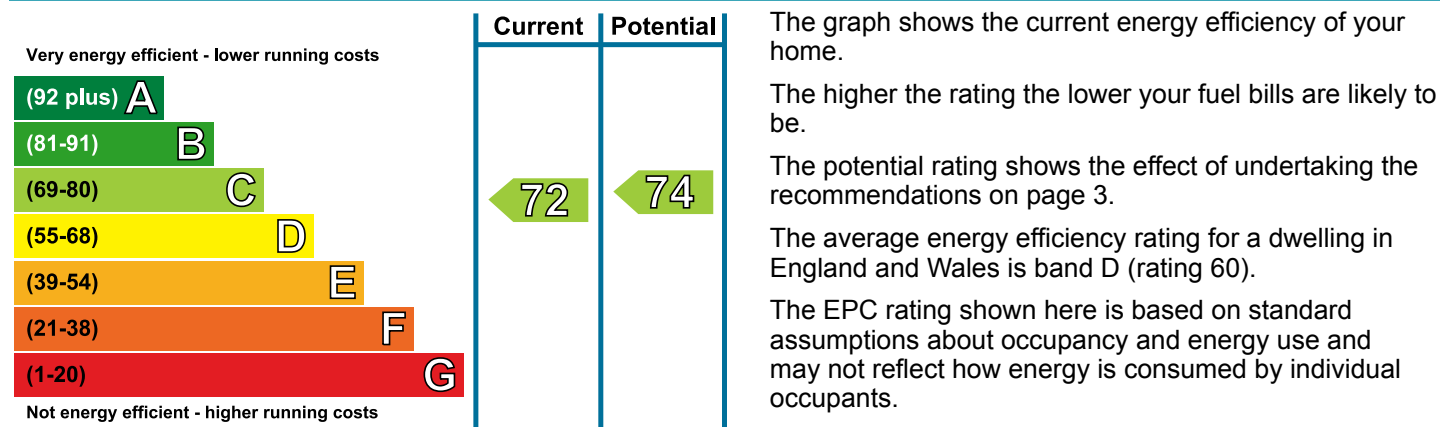 Current Potential
Very energy efficient - lower running costs
(92 plus) A
(81-91) B
(69-80) C
72 74
(55-68) D
(39-54) E
(21-38) F
(1-20) G
Not energy efficient - higher running costs
The graph shows the current energy efficiency of your
home.
The higher the rating the lower your fuel bills are likely to
be.
The potential rating shows the effect of undertaking the
recommendations on page 3.
The average energy efficiency rating for a dwelling in
England and Wales is band D (rating 60).
The EPC rating shown here is based on standard
assumptions about occupancy and energy use and
may not reflect how energy is consumed by individual
occupants.